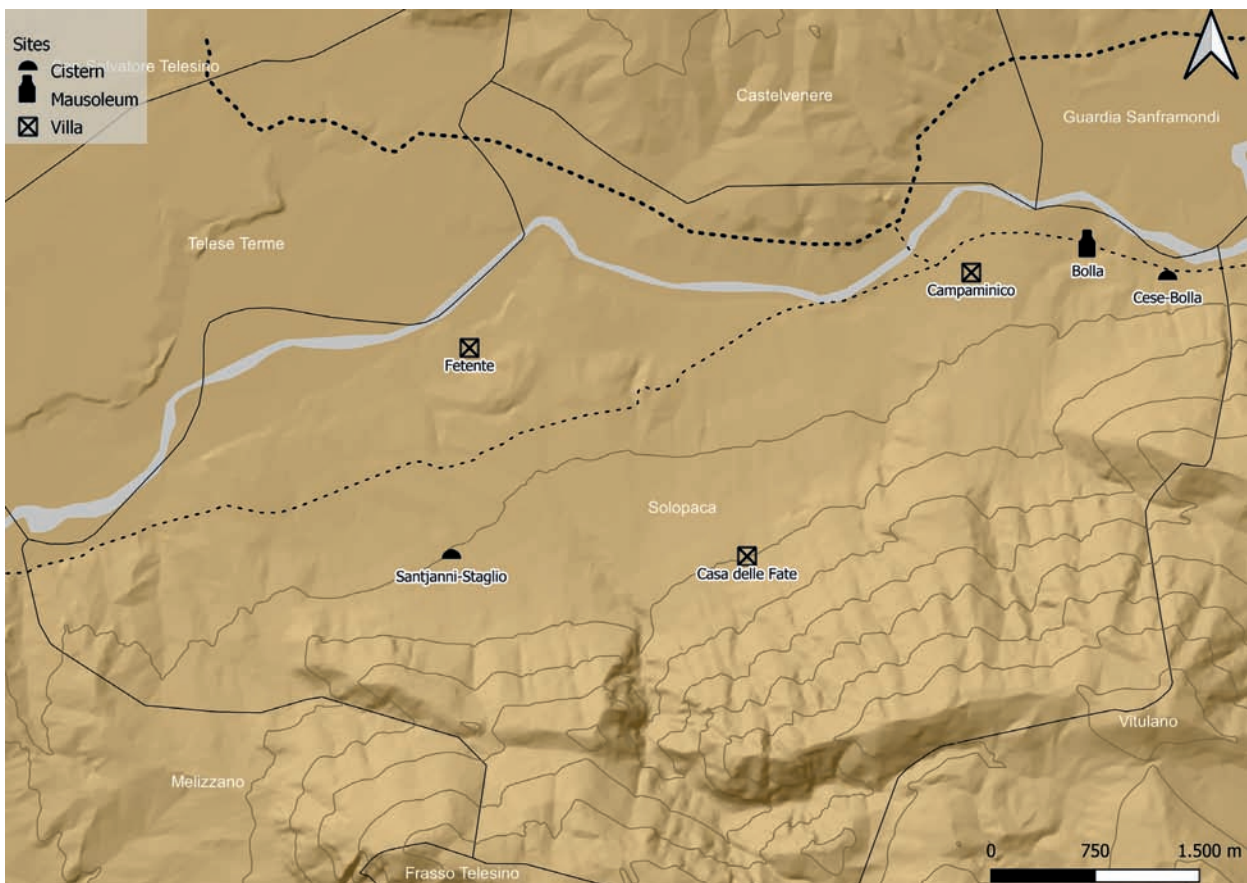 Sites
San Salvatore Telesino
Cistern
Mausoleum
Villa
Castelvenere
Guardia Sanframondi
Telese Terme
Bolla
Campaminico
Cese-Bolla
Fetente
Solopaca
Santjanni-Staglio
Casa delle Fate
Vitulano
Melizzano
Frasso Telesino
0 750 1.500 m